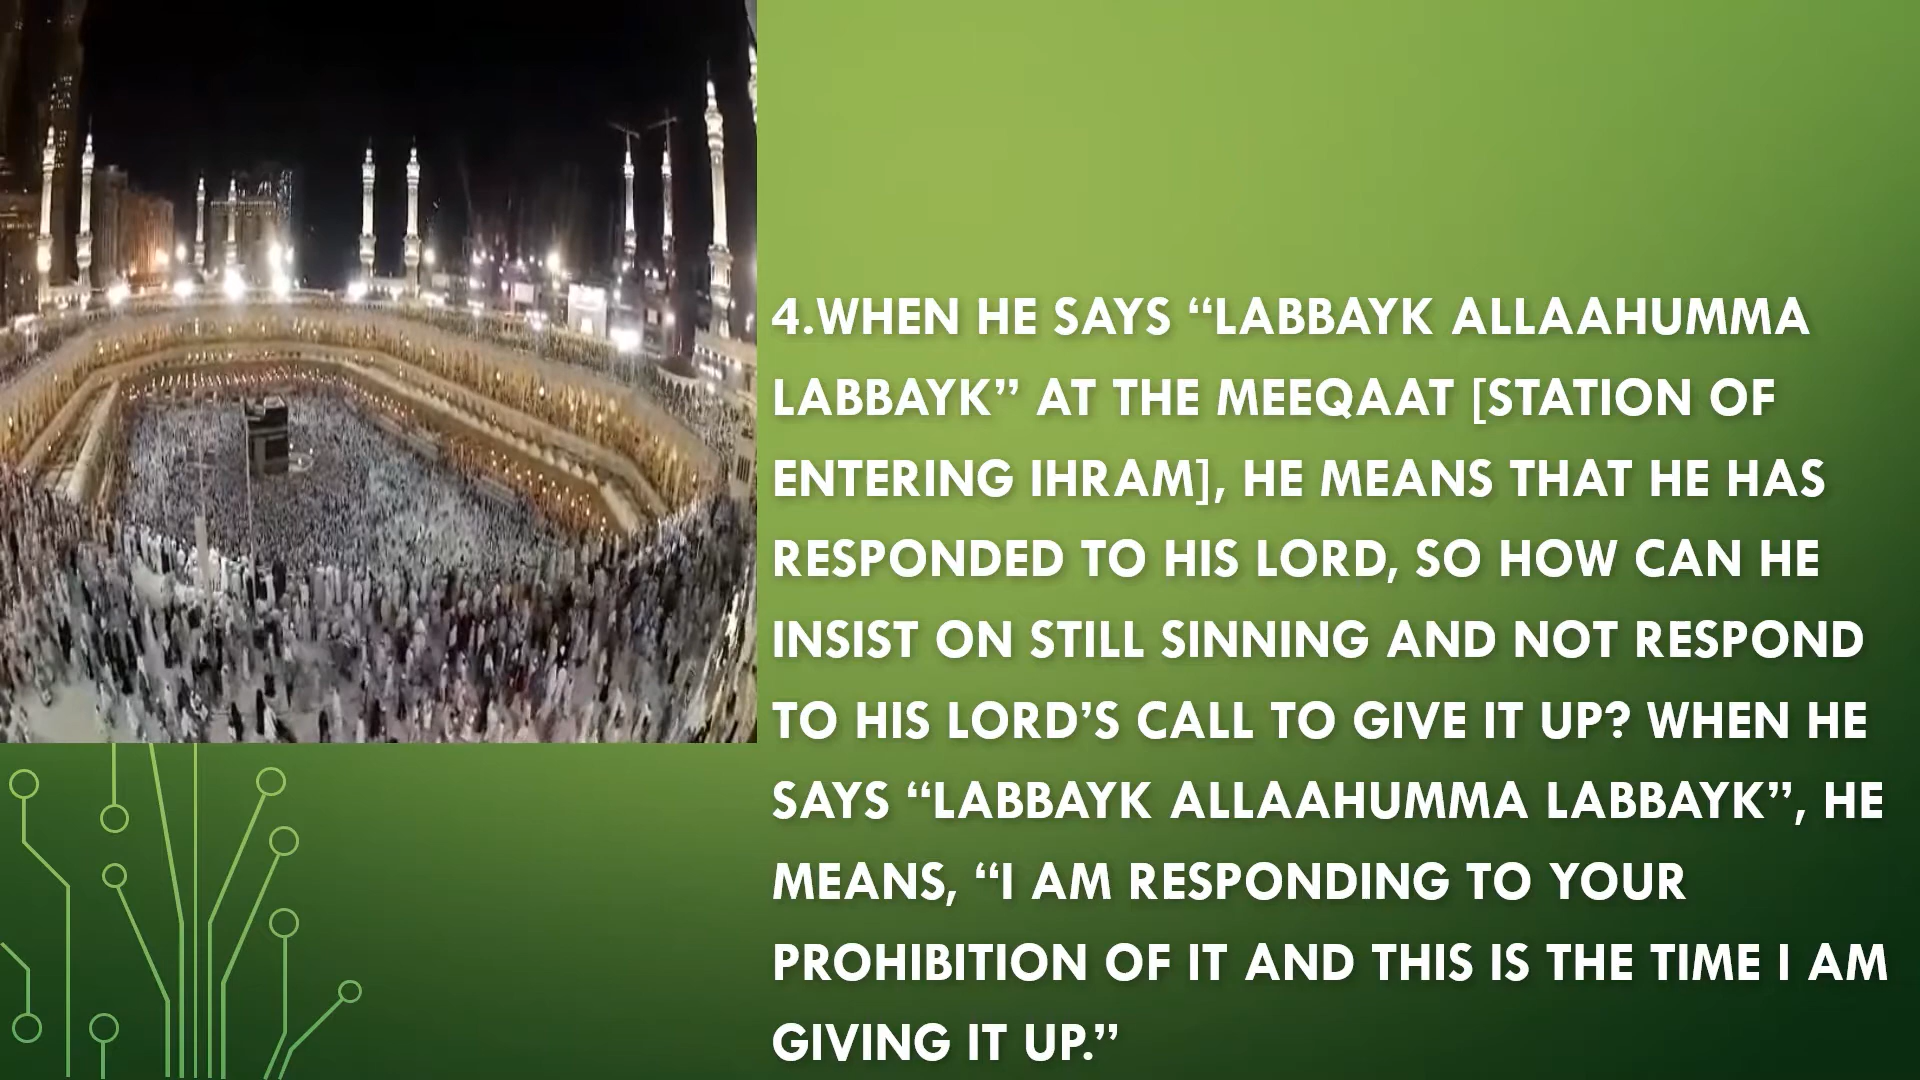 4.WHEN HE SAYS “LABBAYK ALLAAHUMMA
LABBAYK” AT THE MEEQAAT [STATION OF
ENTERING IHRAM], HE MEANS THAT HE HAS
RESPONDED TO HIS LORD, SO HOW CAN HE
INSIST ON STILL SINNING AND NOT RESPOND
TO HIS LORD’S CALL TO GIVE IT UP? WHEN HE
SAYS “LABBAYK ALLAAHUMMA LABBAYK”, HE
MEANS, “I AM RESPONDING TO YOUR
PROHIBITION OF IT AND THIS IS THE TIME I AM
GIVING IT UP.”